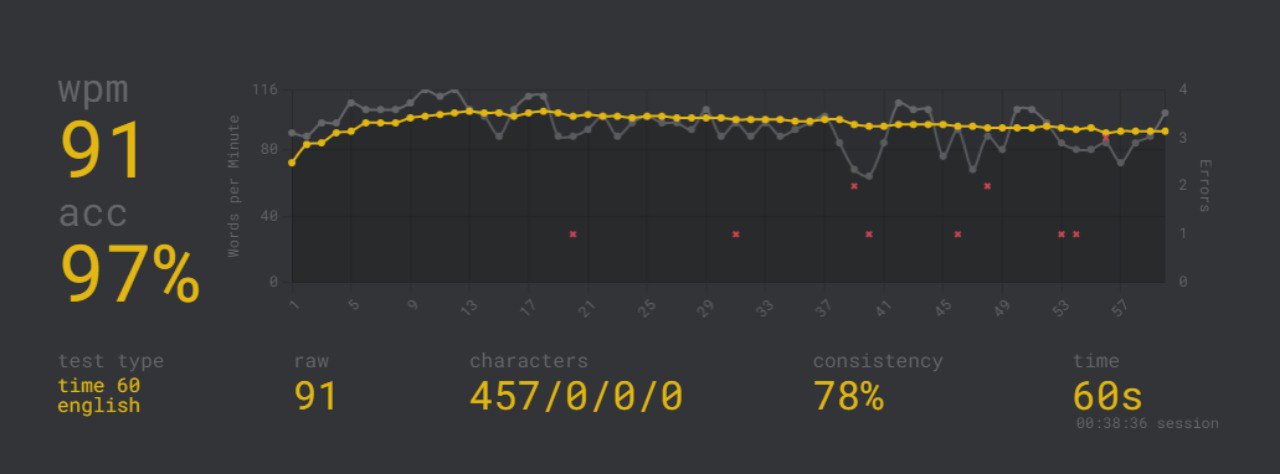 wpm
91
acc
97%
Words per Minute
116
80
40
0
4
3
2
1
0
Errors
1 5 9 13 17 21 25 29 33 37 41 45 49 53 57
test type
time 60
english
raw
91
characters
457/0/0/0
consistency
78%
time
60s
00:38:36 session